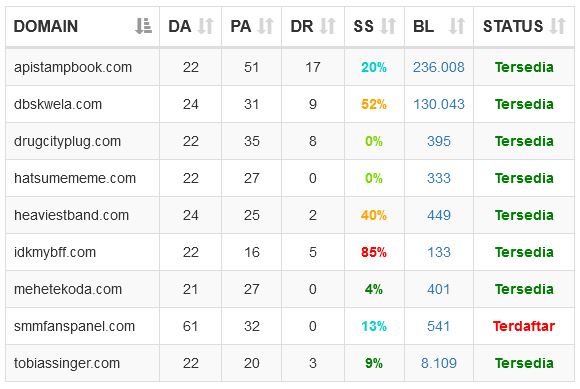 DOMAIN DA PA DR SS BL STATUS
apistampbook.com 22 51 17 20% 236.008 Tersedia
dbskwela.com 24 31 9 52% 130.043 Tersedia
drugcityplug.com 22 35 8 0% 395 Tersedia
hatsumememe.com 22 27 0 0% 333 Tersedia
heaviestband.com 24 25 2 40% 449 Tersedia
idkmybff.com 22 16 5 85% 133 Tersedia
mehetekoda.com 21 27 0 4% 401 Tersedia
smmfanspanel.com 61 32 0 13% 541 Terdaftar
tobiassinger.com 22 20 3 9% 8.109 Tersedia